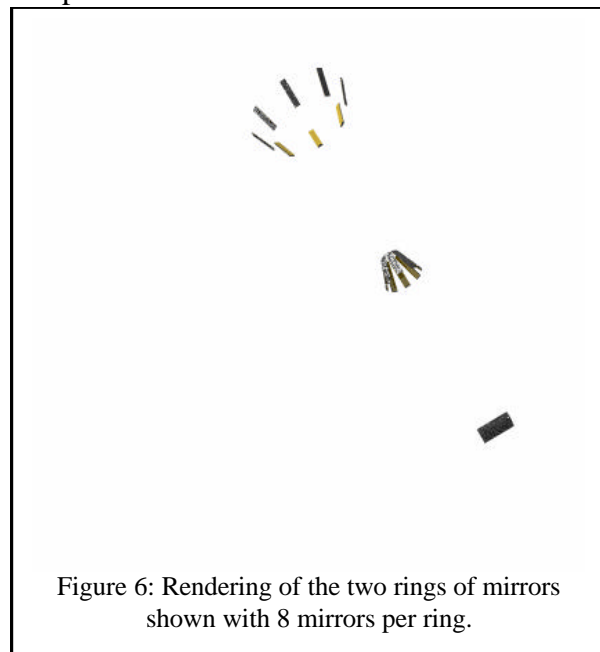 Figure 6: Rendering of the two rings of mirrors
shown with 8 mirrors per ring.